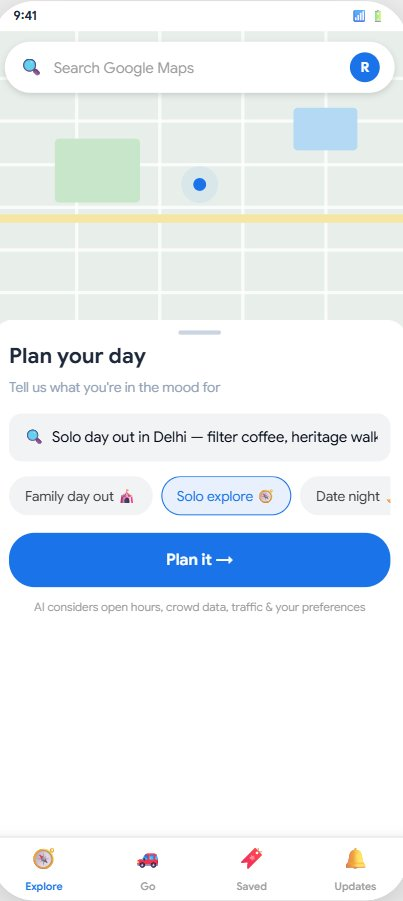 9:41
Search Google Maps
R
Plan your day
Tell us what you're in the mood for
Solo day out in Delhi — filter coffee, heritage walk
Family day out
Solo explore
Date night
Plan it →
AI considers open hours, crowd data, traffic & your preferences
Explore
Go
Saved
Updates